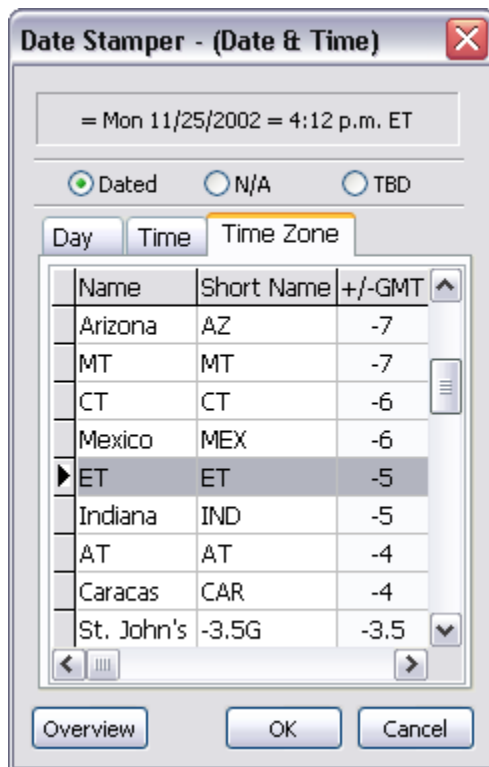 Date Stamper - (Date & Time)
= Mon 11/25/2002 = 4:12 p.m. ET
Dated N/A TBD
Day Time Time Zone
Name Short Name +/-GMT
Arizona AZ -7
MT MT -7
CT CT -6
Mexico MEX -6
ET ET -5
Indiana IND -5
AT AT -4
Caracas CAR -4
St. John's -3.5G -3.5
Overview OK Cancel